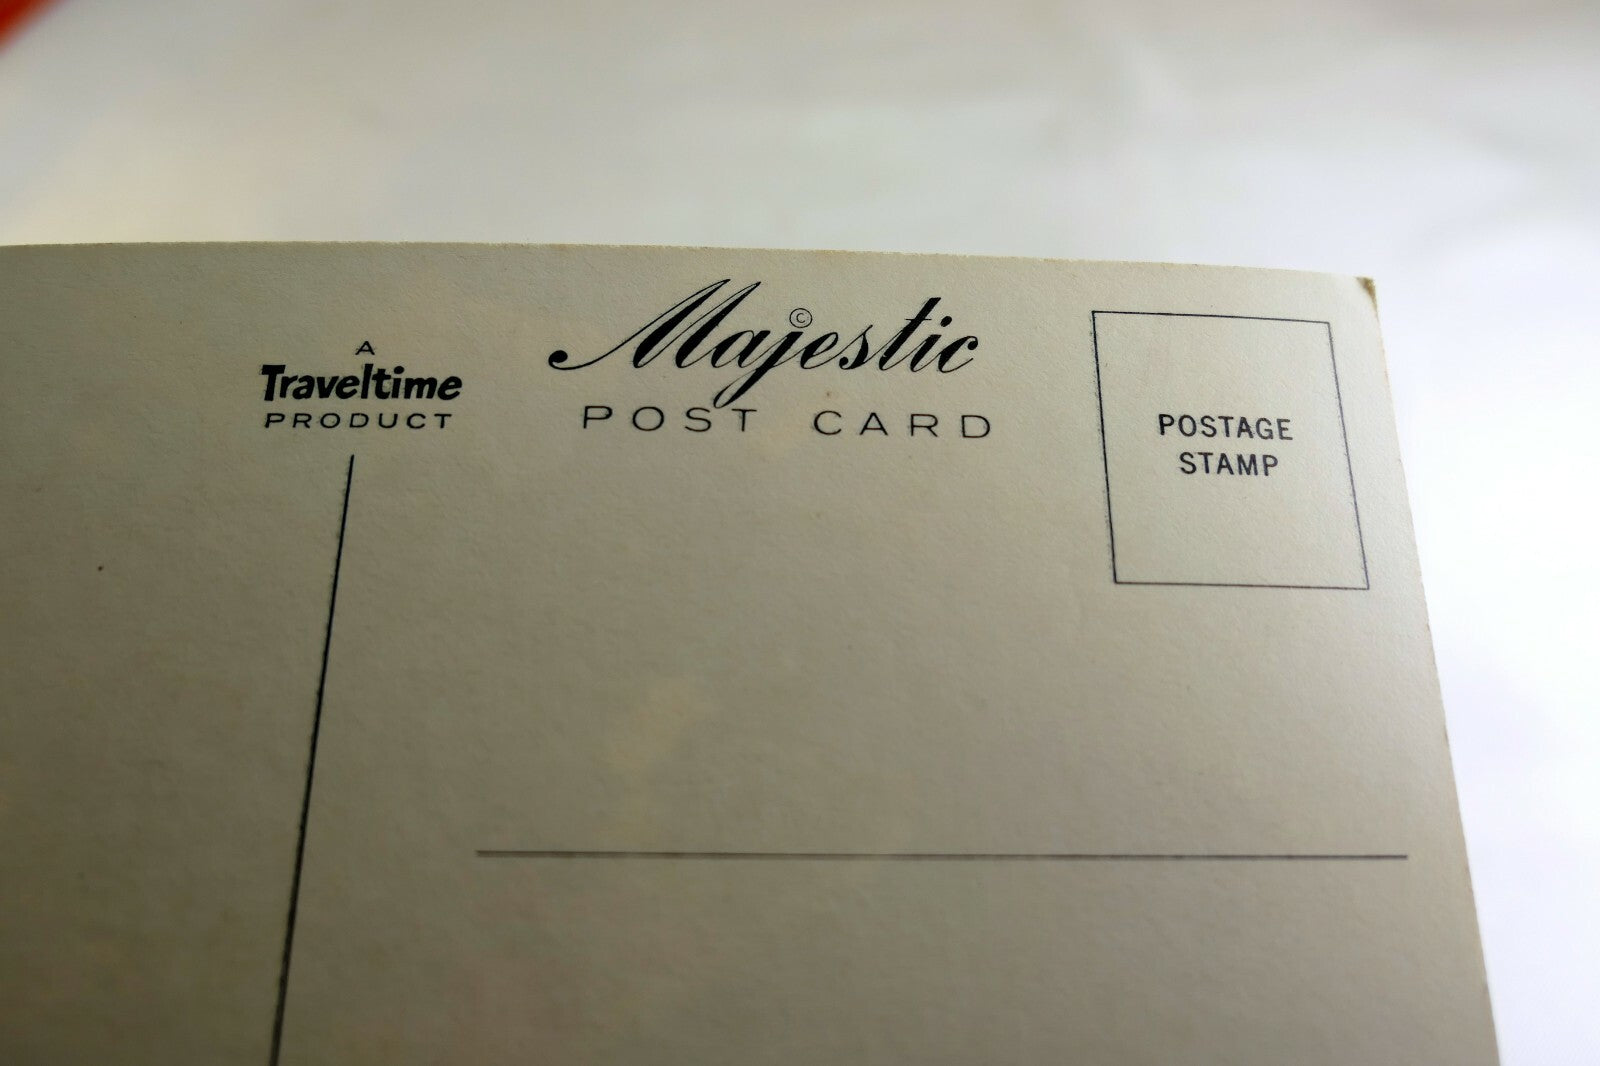 A
Traveltime
PRODUCT
Majestic ©
POST CARD
POSTAGE
STAMP